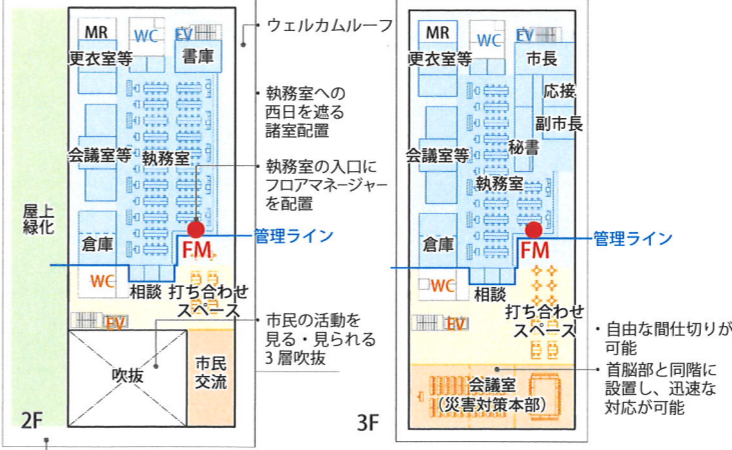 MR
WC
EV
更衣室等
書庫
会議室等
執務室
屋上
緑化
倉庫
FM
管理ライン
WC
相談
打ち合わせ
スペース
EV
吹抜
市民
交流
2F
ウェルカムルーフ
・執務室への
西日を遮る
諸室配置
・執務室の入口に
フロアマネージャー
を配置
・市民の活動を
見る・見られる
3層吹抜
MR
WC
EV
更衣室等
市長
応接
副市長
会議室等
秘書
執務室
倉庫
FM
管理ライン
WC
相談
打ち合わせ
スペース
EV
会議室
（災害対策本部）
3F
・自由な間仕切りが
可能
・首脳部と同階に
設置し、迅速な
対応が可能